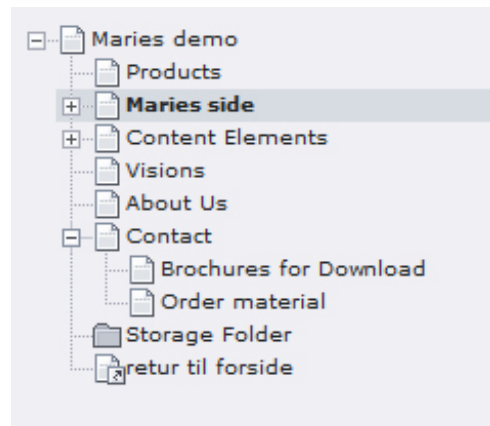 Maries demo
Products
Maries side
Content Elements
Visions
About Us
Contact
Brochures for Download
Order material
Storage Folder
retur til forside